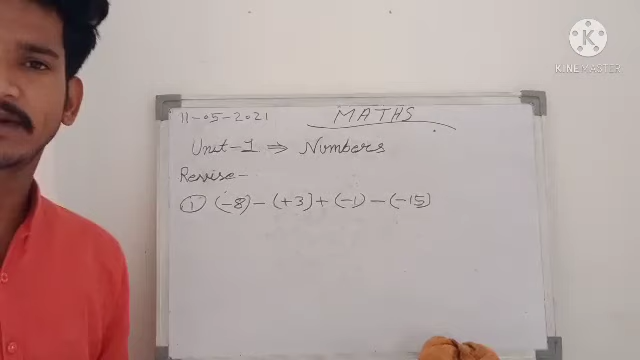 KINEMASTER
11-05-2021 MATHS
Unit-1 ⇒ Numbers
Revise-
① (-8) - (+3) + (-1) - (-15)